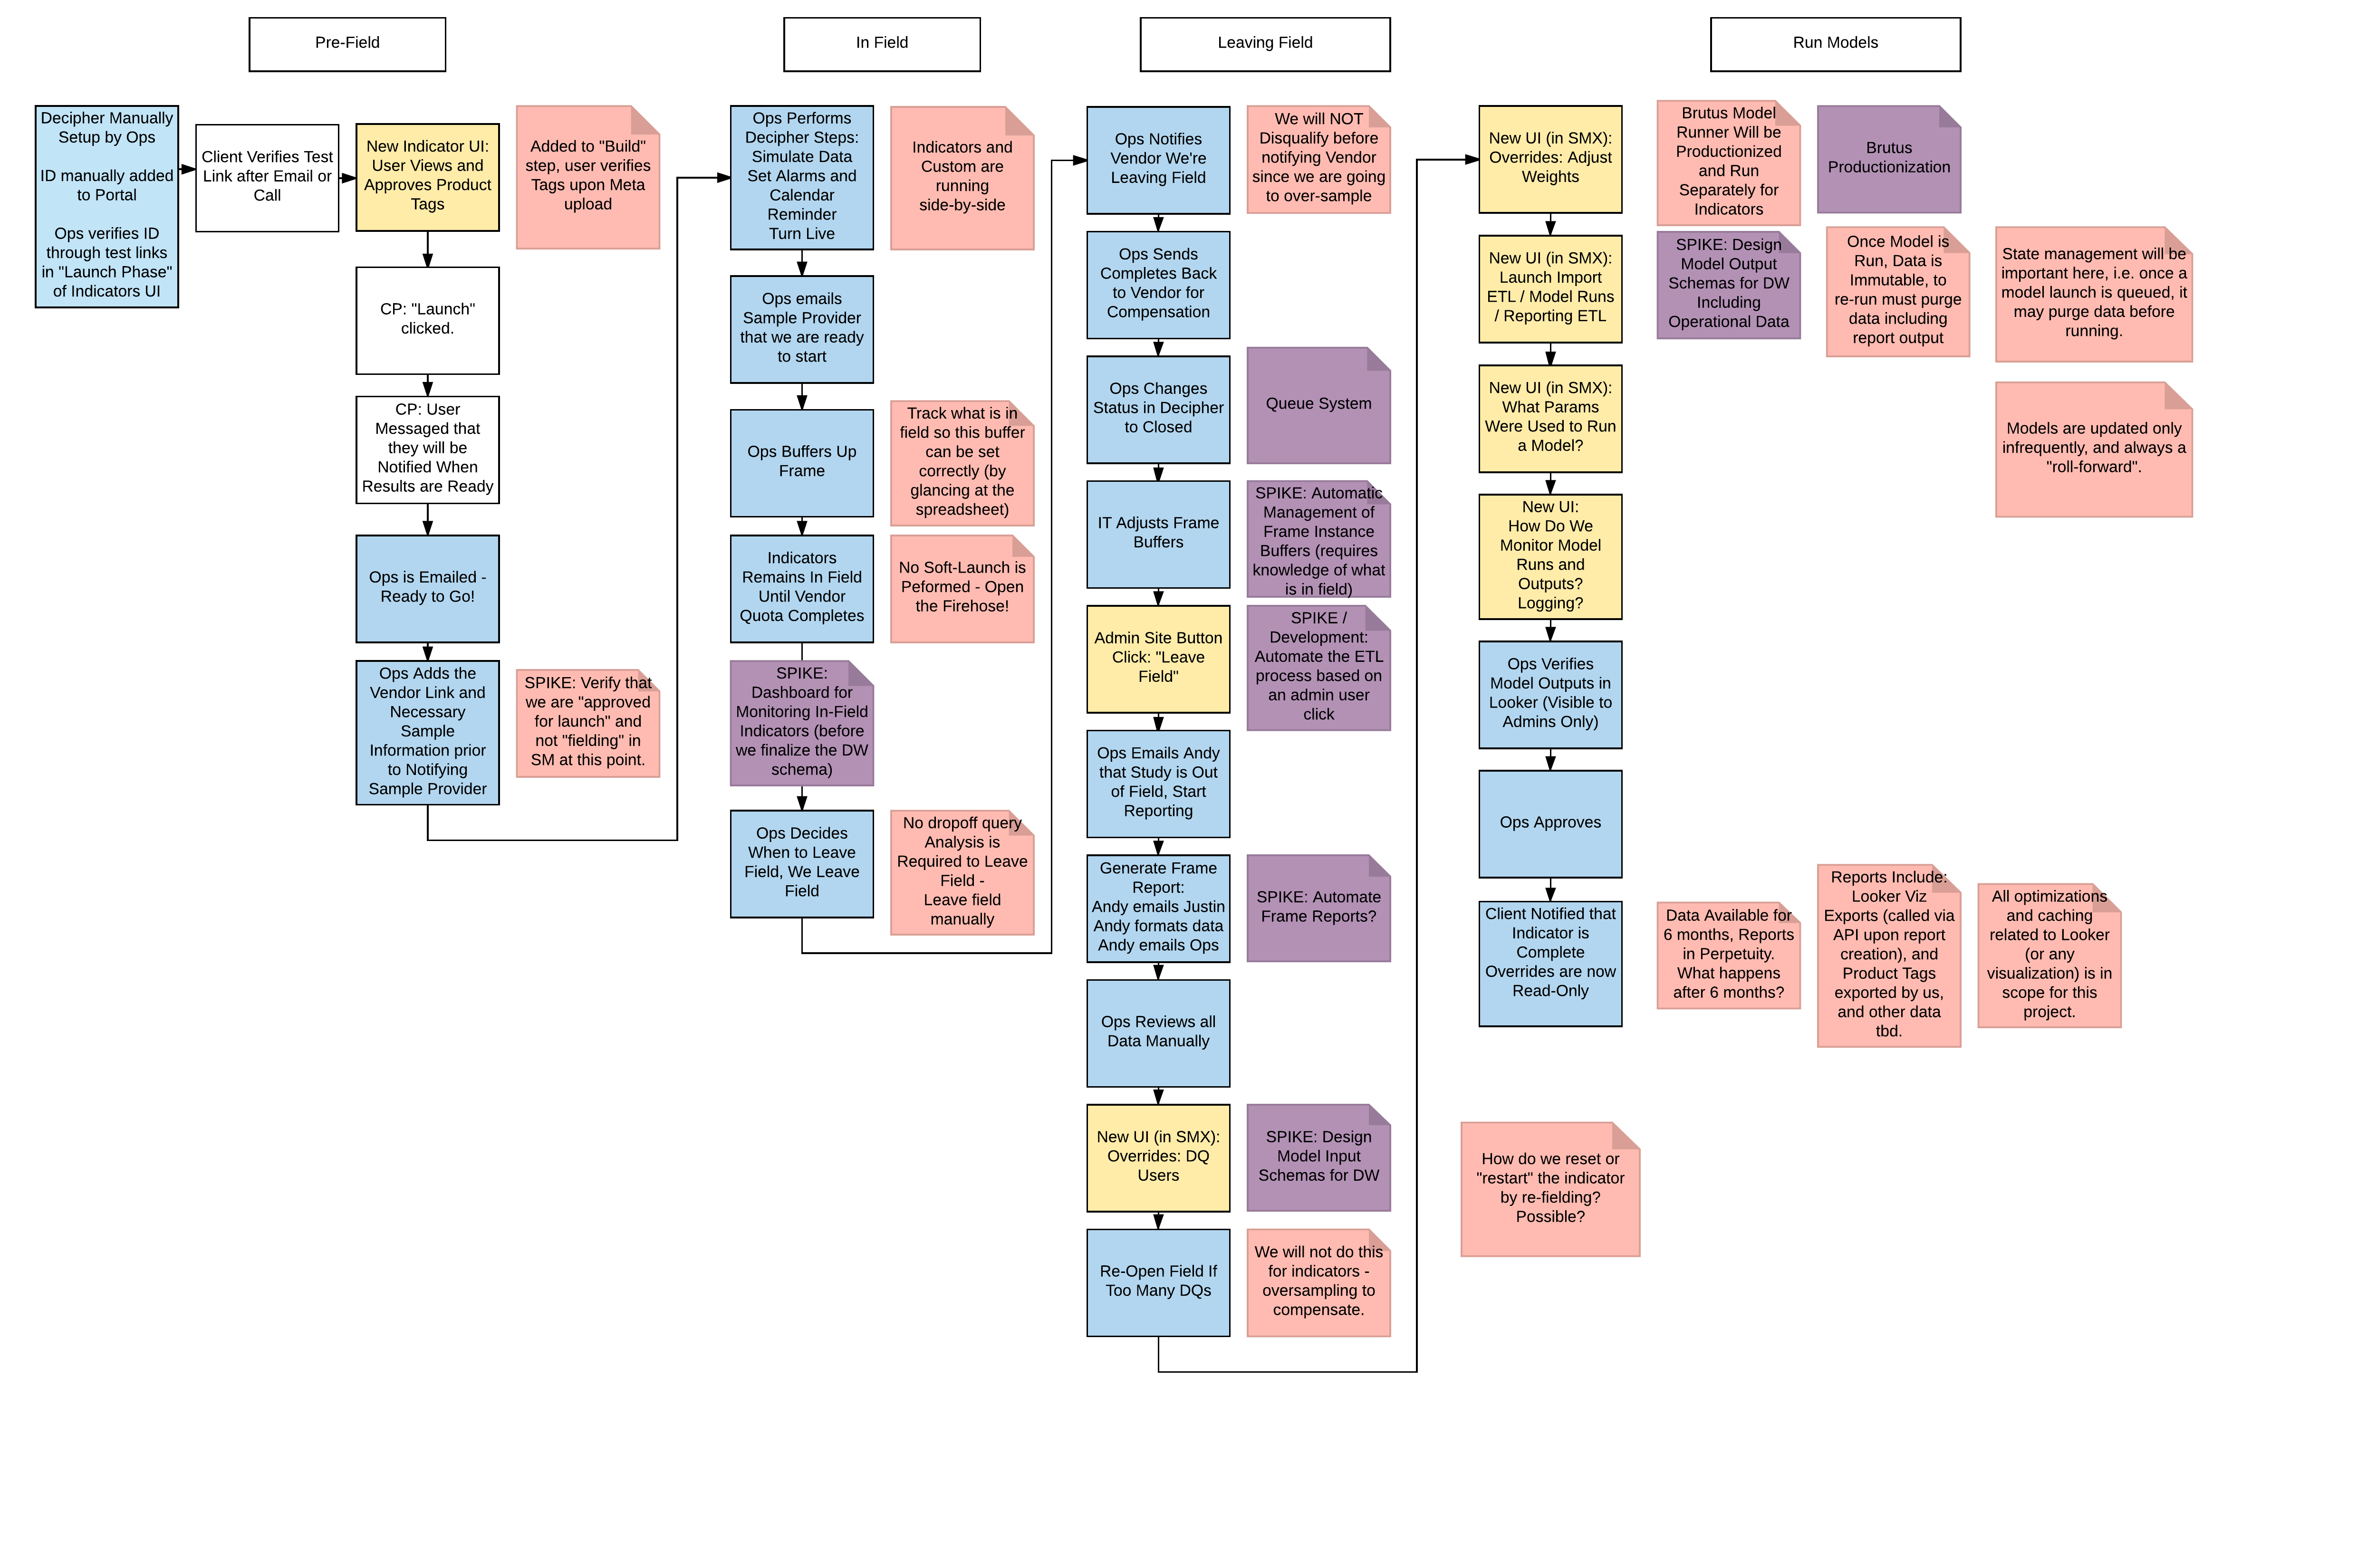 Pre-Field
In Field
Leaving Field
Run Models
Decipher Manually
Setup by Ops
ID manually added
to Portal
Ops verifies ID
through test links
in "Launch Phase"
of Indicators UI
Client Verifies Test
Link after Email or
Call
New Indicator UI:
User Views and
Approves Product
Tags
Added to "Build"
step, user verifies
Tags upon Meta
upload
CP: "Launch"
clicked.
CP: User
Messaged that
they will be
Notified When
Results are Ready
Ops is Emailed -
Ready to Go!
Ops Adds the
Vendor Link and
Necessary
Sample
Information prior
to Notifying
Sample Provider
SPIKE: Verify that
we are "approved
for launch" and
not "fielding" in
SM at this point.
Ops Performs
Decipher Steps:
Simulate Data
Set Alarms and
Calendar
Reminder
Turn Live
Indicators and
Custom are
running
side-by-side
Ops emails
Sample Provider
that we are ready
to start
Ops Buffers Up
Frame
Track what is in
field so this buffer
can be set
correctly (by
glancing at the
spreadsheet)
Indicators
Remains In Field
Until Vendor
Quota Completes
No Soft-Launch is
Peformed - Open
the Firehose!
SPIKE:
Dashboard for
Monitoring In-Field
Indicators (before
we finalize the DW
schema)
Ops Decides
When to Leave
Field, We Leave
Field
No dropoff query
Analysis is
Required to Leave
Field -
Leave field
manually
Ops Notifies
Vendor We're
Leaving Field
We will NOT
Disqualify before
notifying Vendor
since we are going
to over-sample
Ops Sends
Completes Back
to Vendor for
Compensation
Ops Changes
Status in Decipher
to Closed
Queue System
IT Adjusts Frame
Buffers
SPIKE: Automatic
Management of
Frame Instance
Buffers (requires
knowledge of what
is in field)
Admin Site Button
Click: "Leave
Field"
SPIKE /
Development:
Automate the ETL
process based on
an admin user
click
Ops Emails Andy
that Study is Out
of Field, Start
Reporting
Generate Frame
Report:
Andy emails Justin
Andy formats data
Andy emails Ops
SPIKE: Automate
Frame Reports?
Ops Reviews all
Data Manually
New UI (in SMX):
Overrides: DQ
Users
SPIKE: Design
Model Input
Schemas for DW
Re-Open Field If
Too Many DQs
We will not do this
for indicators -
oversampling to
compensate.
New UI (in SMX):
Overrides: Adjust
Weights
Brutus Model
Runner Will be
Productionized
and Run
Separately for
Indicators
Brutus
Productionization
New UI (in SMX):
Launch Import
ETL / Model Runs
/ Reporting ETL
SPIKE: Design
Model Output
Schemas for DW
Including
Operational Data
Once Model is
Run, Data is
Immutable, to
re-run must purge
data including
report output
State management will be
important here, i.e. once a
model launch is queued, it
may purge data before
running.
New UI (in SMX):
What Params
Were Used to Run
a Model?
Models are updated only
infrequently, and always a
"roll-forward".
New UI:
How Do We
Monitor Model
Runs and
Outputs?
Logging?
Ops Verifies
Model Outputs in
Looker (Visible to
Admins Only)
Ops Approves
Client Notified that
Indicator is
Complete
Overrides are now
Read-Only
Data Available for
6 months, Reports
in Perpetuity.
What happens
after 6 months?
Reports Include:
Looker Viz
Exports (called via
API upon report
creation), and
Product Tags
exported by us,
and other data
tbd.
All optimizations
and caching
related to Looker
(or any
visualization) is in
scope for this
project.
How do we reset or
"restart" the indicator
by re-fielding?
Possible?